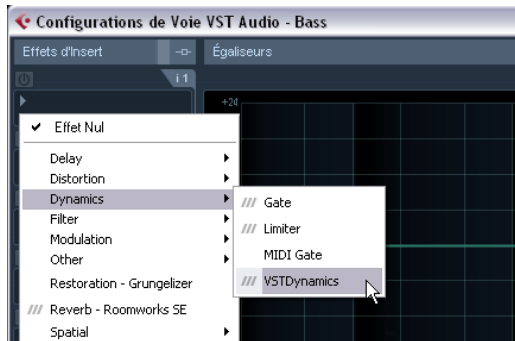 Configurations de Voie VST Audio - Bass
Effets d'Insert
Égaliseurs
i 1
+24
Effet Nul
Delay
Distortion
Dynamics
Gate
Filter
Limiter
Modulation
MIDI Gate
Other
VSTDynamics
Restoration - Grungelizer
Reverb - Roomworks SE
Spatial